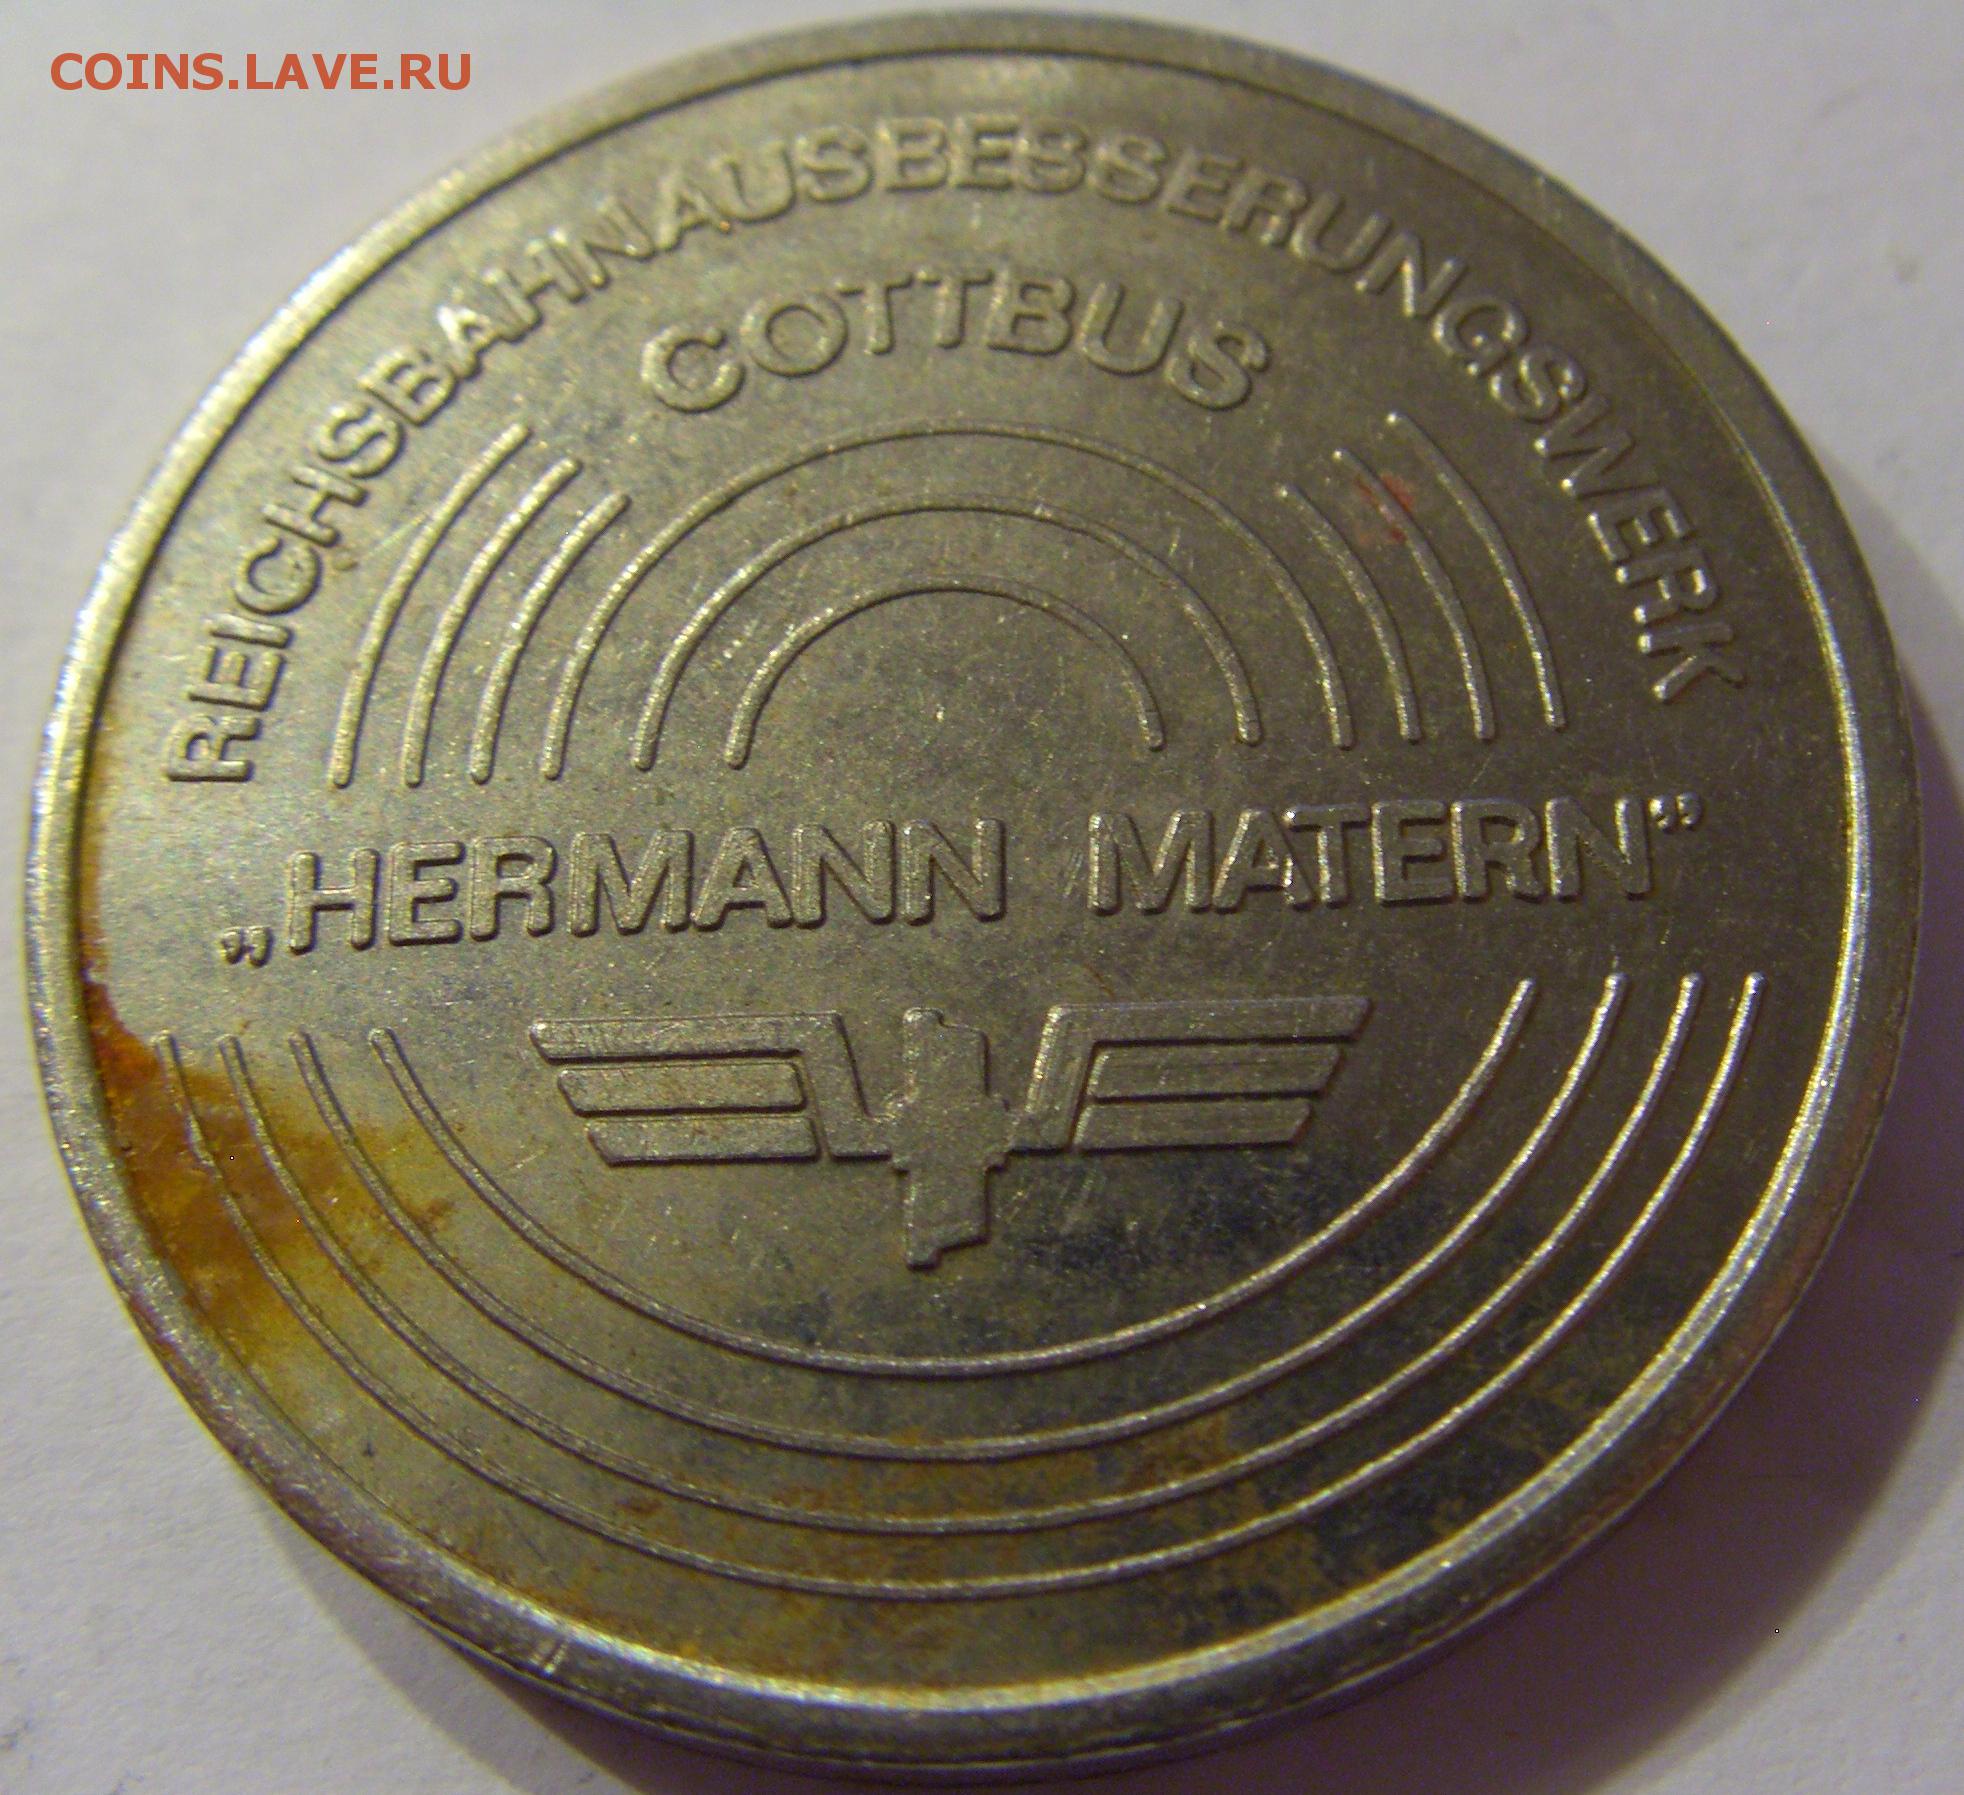 COINS.LAVE.RU
REICHSBAHNAUSBESSERUNGSWERK
COTTBUS
„HERMANN MATERN”